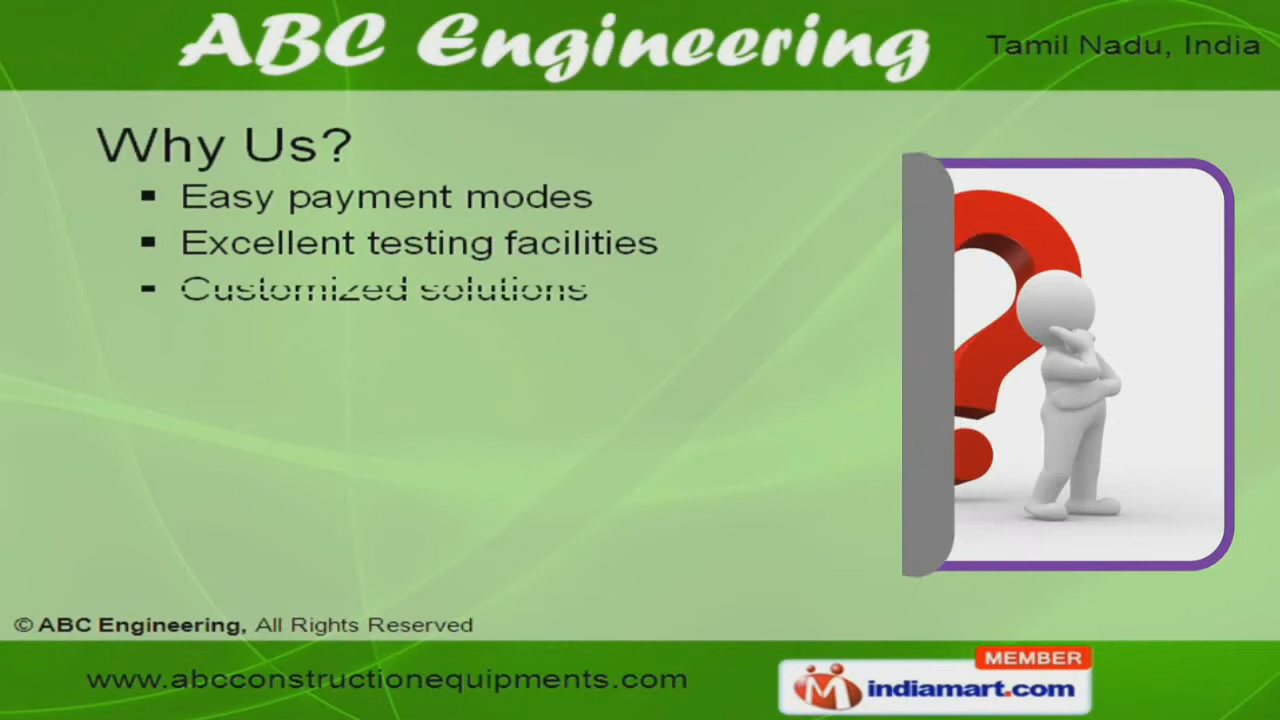 ABC Engineering
Tamil Nadu, India
Why Us?
▪ Easy payment modes
▪ Excellent testing facilities
▪ Customized solutions
© ABC Engineering, All Rights Reserved
www.abcconstructionequipments.com
MEMBER
indiamart.com